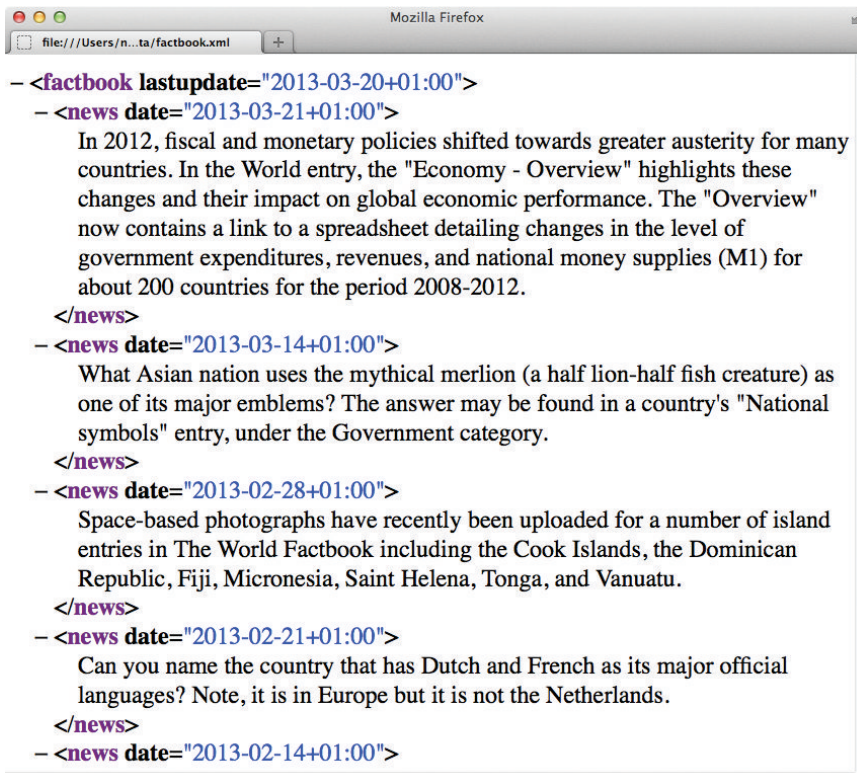 Mozilla Firefox
file:///Users/n...ta/factbook.xml
+
– <factbook lastupdate="2013-03-20+01:00">
– <news date="2013-03-21+01:00">
In 2012, fiscal and monetary policies shifted towards greater austerity for many
countries. In the World entry, the "Economy - Overview" highlights these
changes and their impact on global economic performance. The "Overview"
now contains a link to a spreadsheet detailing changes in the level of
government expenditures, revenues, and national money supplies (M1) for
about 200 countries for the period 2008-2012.
</news>
– <news date="2013-03-14+01:00">
What Asian nation uses the mythical merlion (a half lion-half fish creature) as
one of its major emblems? The answer may be found in a country's "National
symbols" entry, under the Government category.
</news>
– <news date="2013-02-28+01:00">
Space-based photographs have recently been uploaded for a number of island
entries in The World Factbook including the Cook Islands, the Dominican
Republic, Fiji, Micronesia, Saint Helena, Tonga, and Vanuatu.
</news>
– <news date="2013-02-21+01:00">
Can you name the country that has Dutch and French as its major official
languages? Note, it is in Europe but it is not the Netherlands.
</news>
– <news date="2013-02-14+01:00">